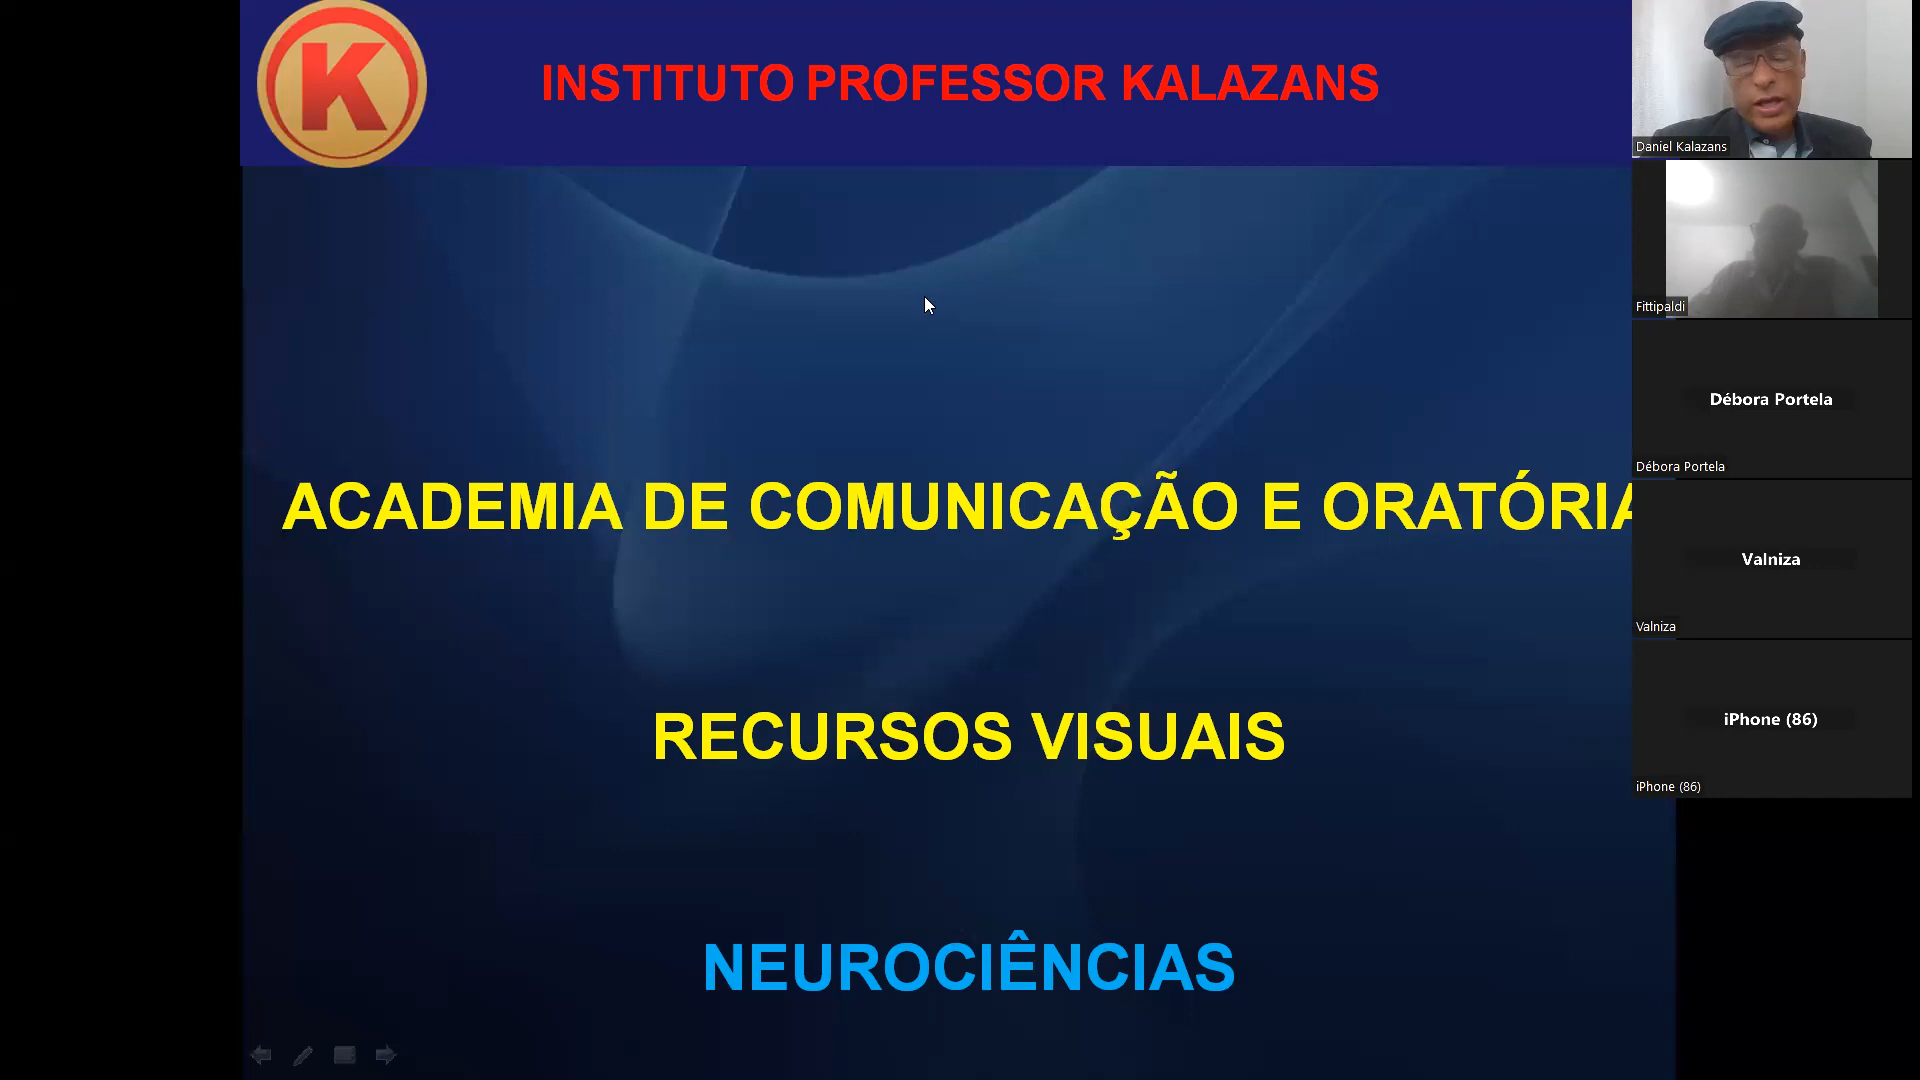 K
INSTITUTO PROFESSOR KALAZANS
ACADEMIA DE COMUNICAÇÃO E ORATÓRIA
RECURSOS VISUAIS
NEUROCIÊNCIAS
Daniel Kalazans
Fittipaldi
Débora Portela
Débora Portela
Valniza
Valniza
iPhone (86)
iPhone (86)